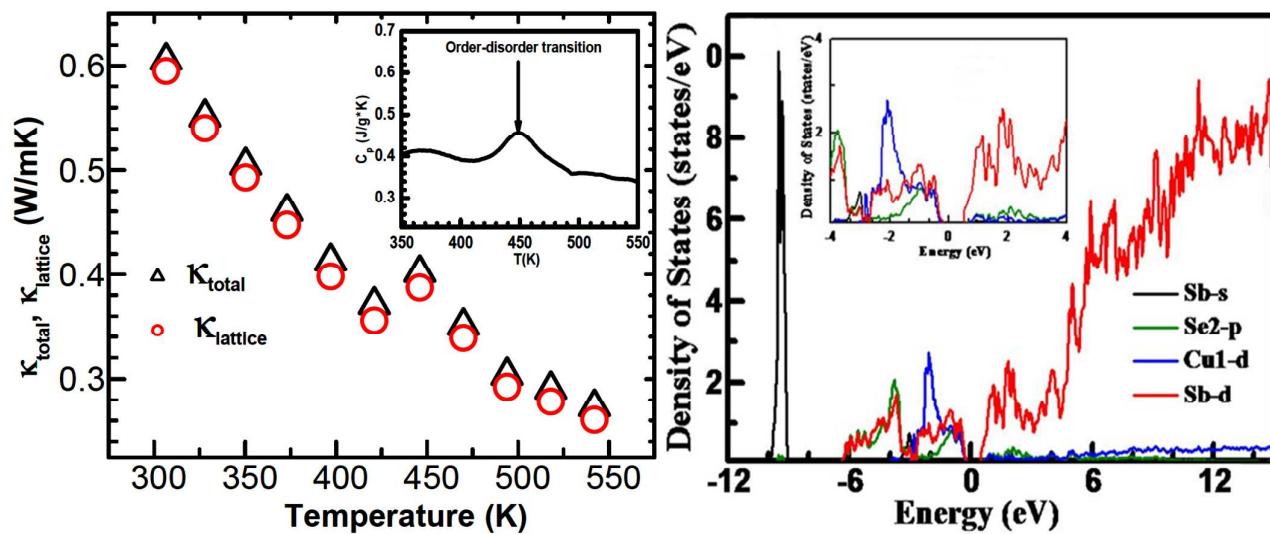 κtotal, κlattice (W/mK)
0.6
0.5
0.4
0.3
300 350 400 450 500 550
Temperature (K)
κtotal
κlattice
Order-disorder transition
Cp (J/g*K)
0.7
0.6
0.5
0.4
0.3
350 400 450 500 550
T(K)
Density of States (states/eV)
0
8
6
4
2
-12 -6 0 6 12
Energy (eV)
Sb-s
Se2-p
Cu1-d
Sb-d
Density of States (states/eV)
4
2
-4 -2 0 2 4
Energy (eV)